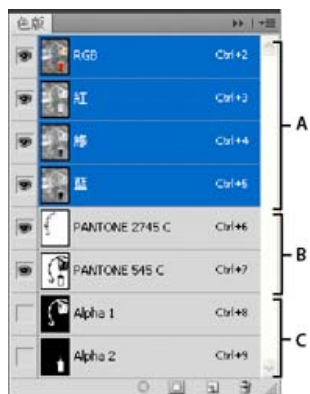 色版
RGB Ctrl+2
紅 Ctrl+3
綠 Ctrl+4
藍 Ctrl+5
PANTONE 2745 C Ctrl+6
PANTONE 545 C Ctrl+7
Alpha 1 Ctrl+8
Alpha 2 Ctrl+9
A
B
C